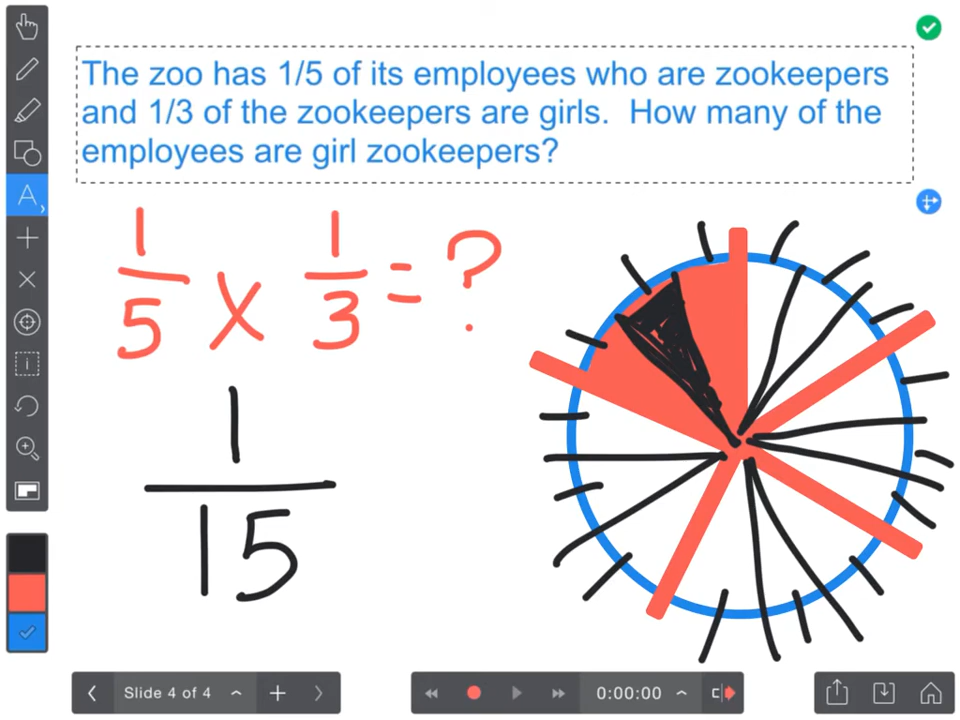 The zoo has 1/5 of its employees who are zookeepers
and 1/3 of the zookeepers are girls.  How many of the
employees are girl zookeepers?
1/5 x 1/3 = ?
1/15
A
i
Slide 4 of 4
0:00:00